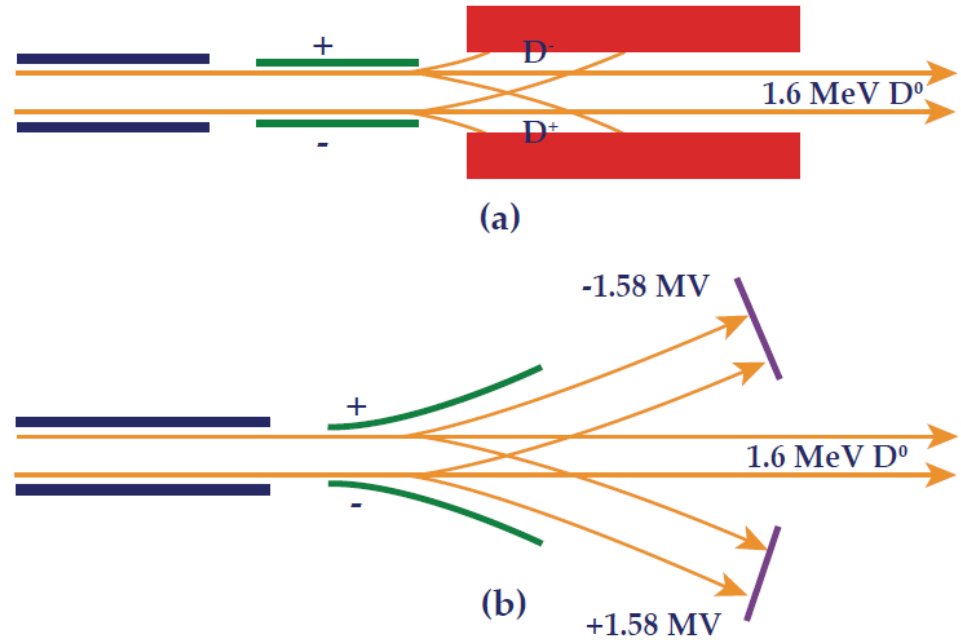 +
D⁻
1.6 MeV D⁰
D⁺
-
(a)
-1.58 MV
+
1.6 MeV D⁰
-
(b)
+1.58 MV